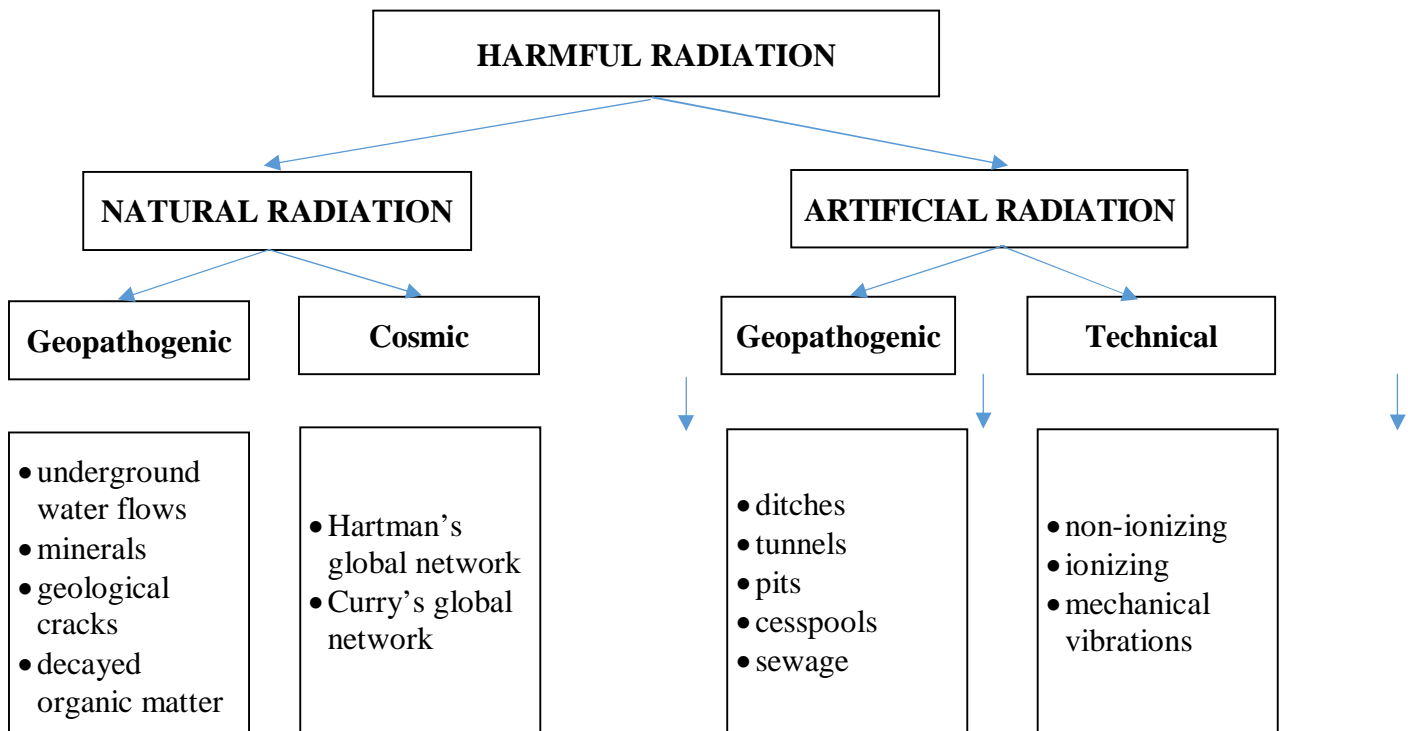 HARMFUL RADIATION
NATURAL RADIATION
ARTIFICIAL RADIATION
Geopathogenic
Cosmic
Geopathogenic
Technical
• underground
water flows
• minerals
• geological
cracks
• decayed
organic matter
• Hartman’s
global network
• Curry’s global
network
• ditches
• tunnels
• pits
• cesspools
• sewage
• non-ionizing
• ionizing
• mechanical
vibrations